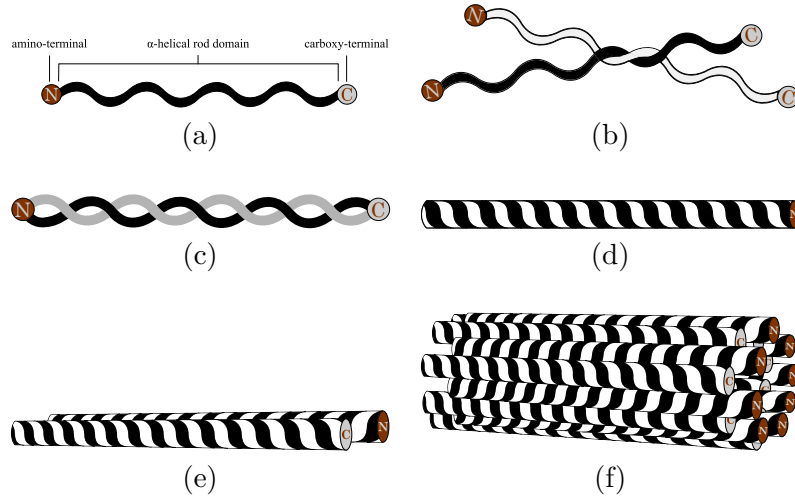 amino-terminal α-helical rod domain carboxy-terminal
N C
(a)
N C
N C
(b)
N C
(c)
N
(d)
C N
(e)
N
C
N
N
C
N
C
N
N
C
N
N
(f)